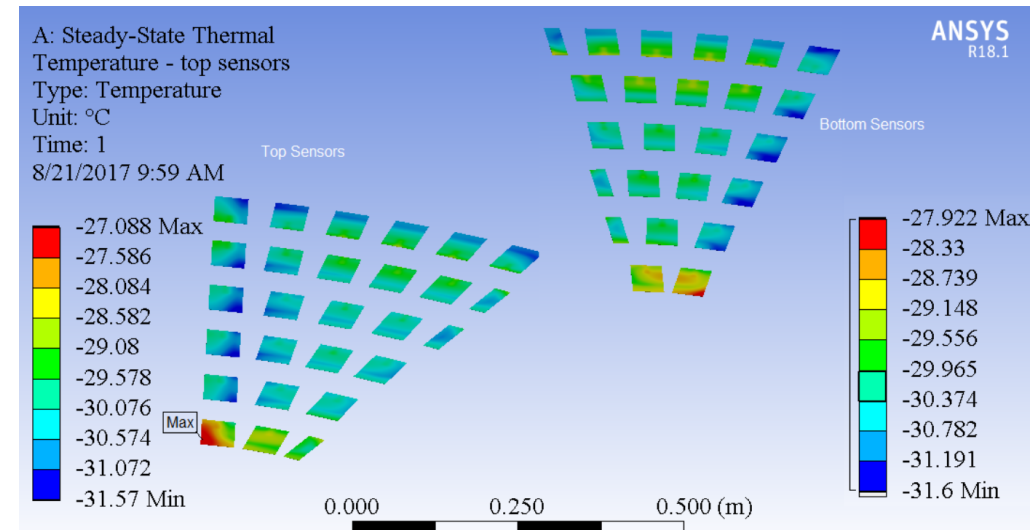 A: Steady-State Thermal
Temperature - top sensors
Type: Temperature
Unit: °C
Time: 1
8/21/2017 9:59 AM
ANSYS
R18.1
Top Sensors
Bottom Sensors
-27.088 Max
-27.586
-28.084
-28.582
-29.08
-29.578
-30.076
-30.574
-31.072
-31.57 Min
Max
-27.922 Max
-28.33
-28.739
-29.148
-29.556
-29.965
-30.374
-30.782
-31.191
-31.6 Min
0.000 0.250 0.500 (m)